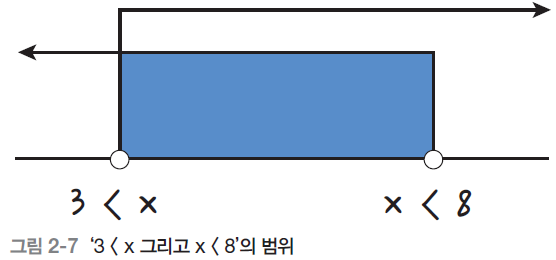 3 < x x < 8
그림 2-7 ‘3 < x 그리고 x < 8’의 범위